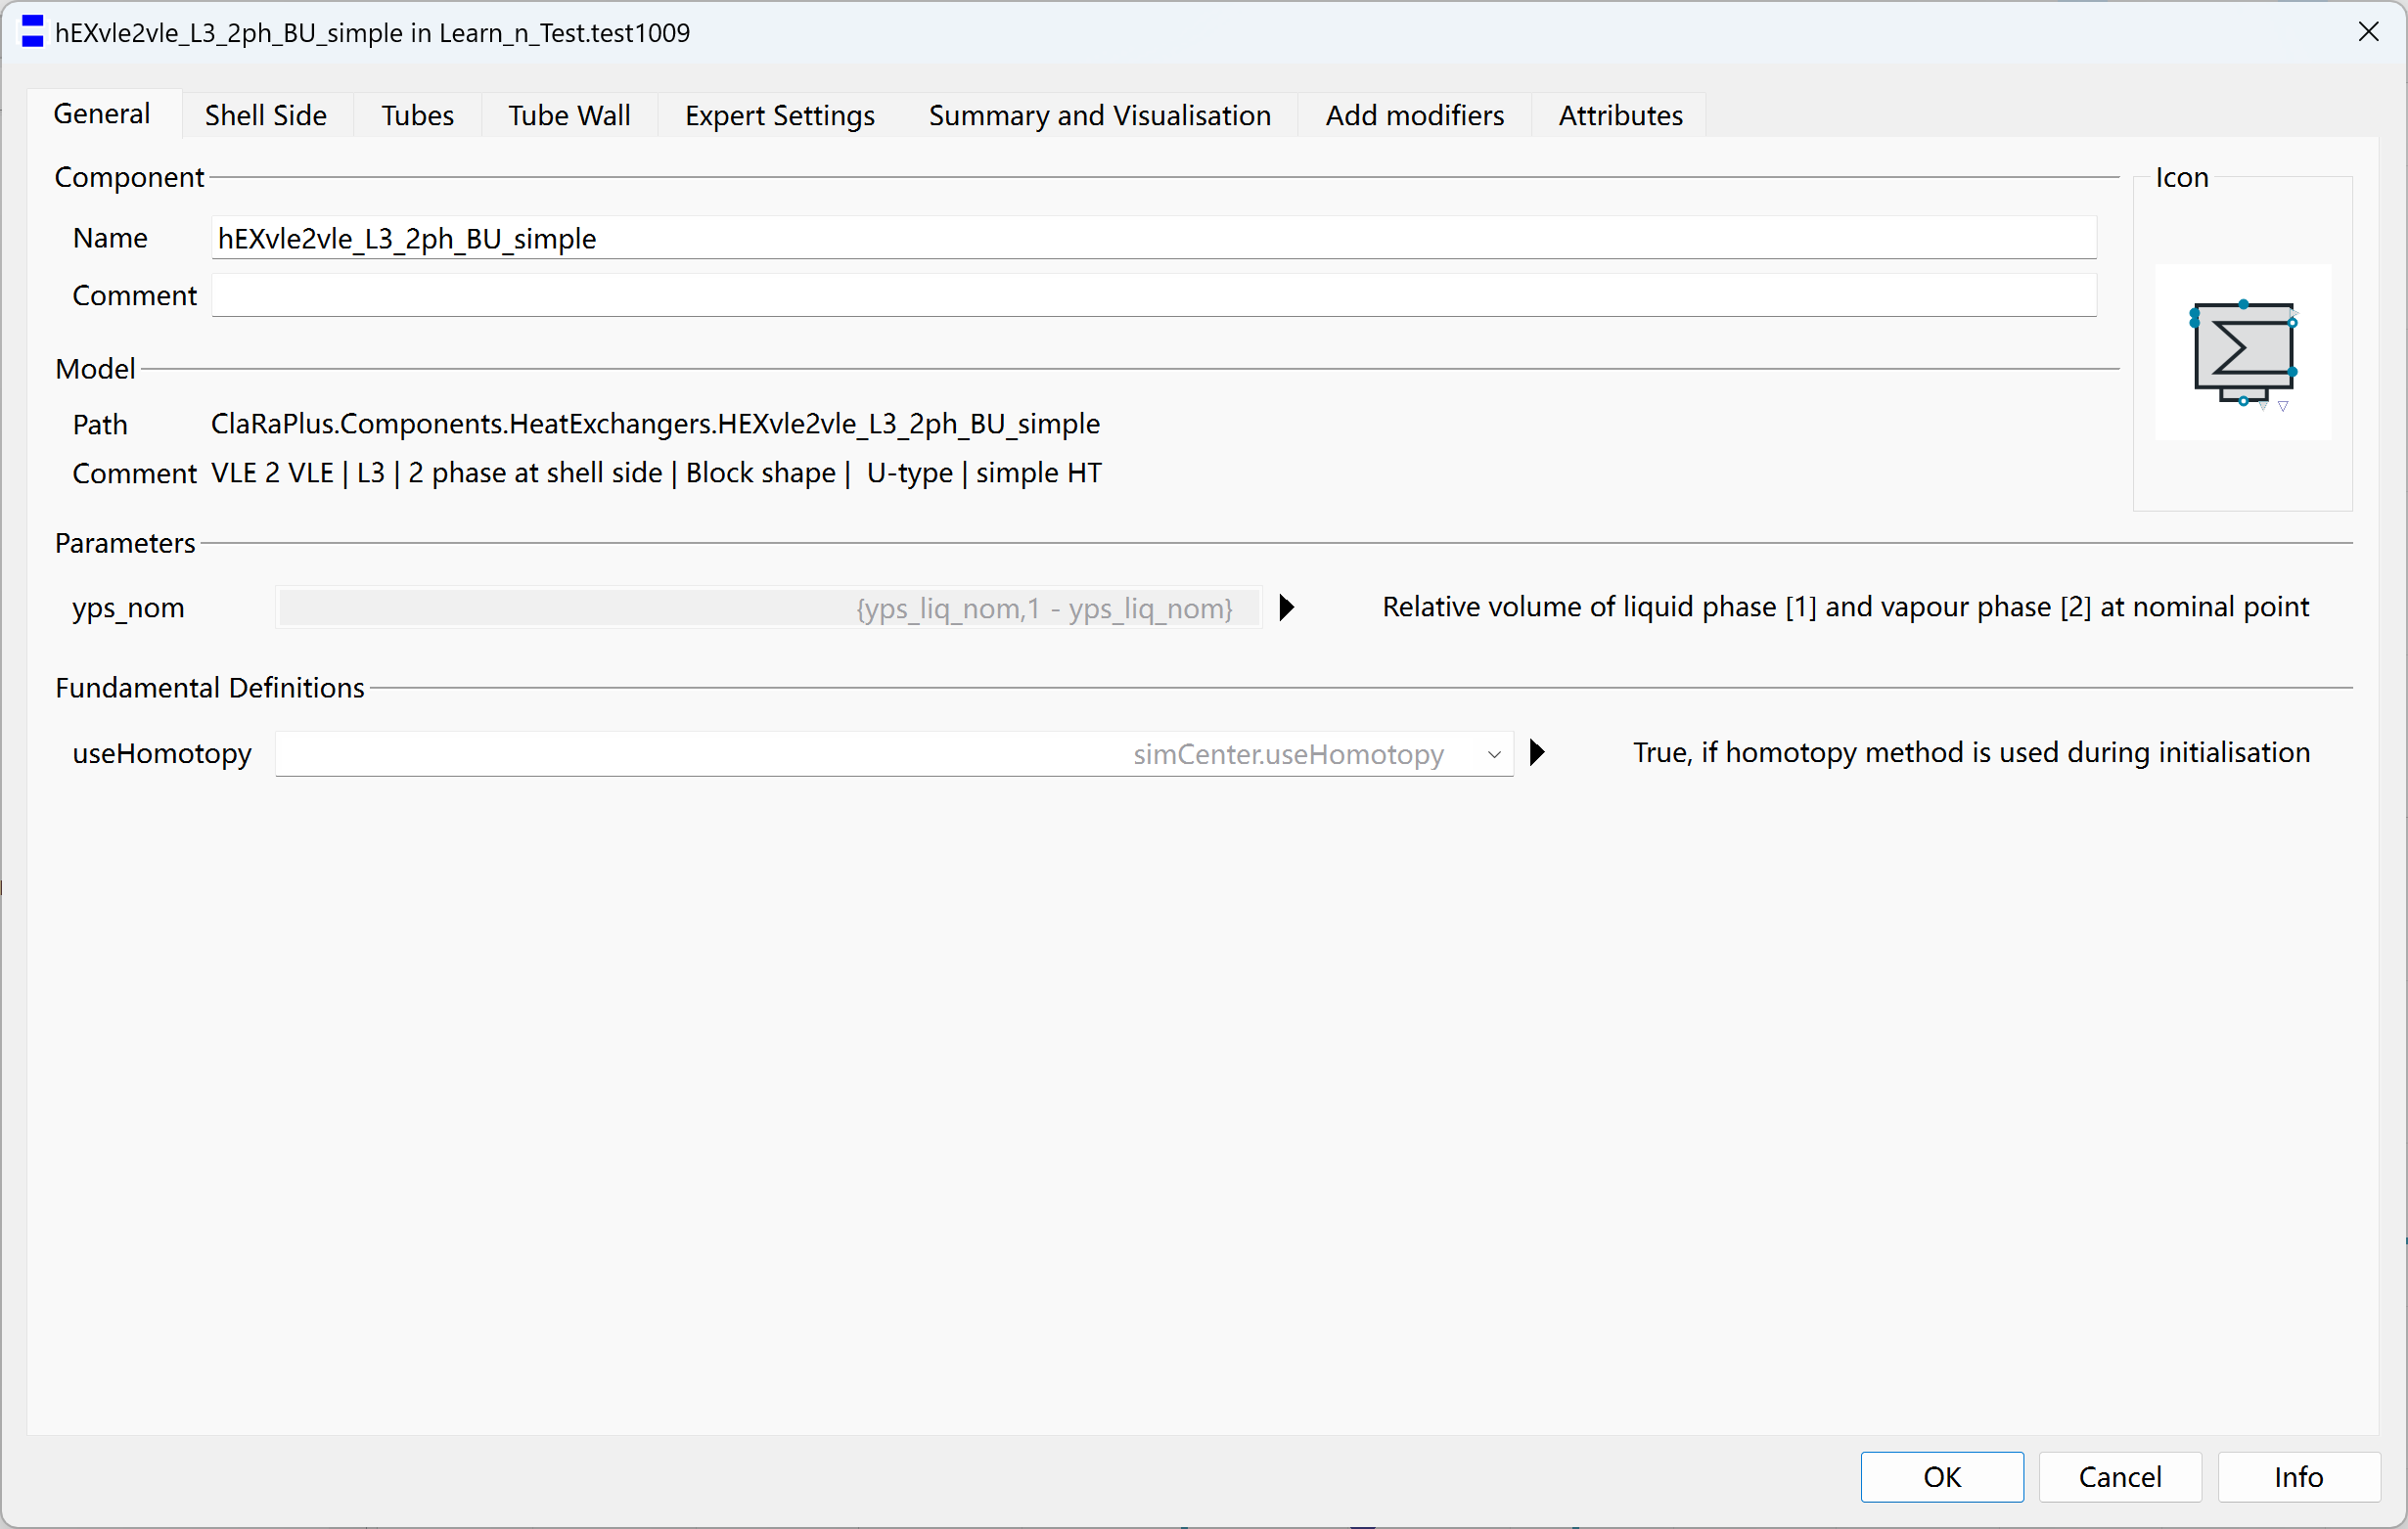 hEXvle2vle_L3_2ph_BU_simple in Learn_n_Test.test1009
General Shell Side Tubes Tube Wall Expert Settings Summary and Visualisation Add modifiers Attributes
Component
Icon
Name hEXvle2vle_L3_2ph_BU_simple
Comment
Model
Path ClaRaPlus.Components.HeatExchangers.HEXvle2vle_L3_2ph_BU_simple
Comment VLE 2 VLE | L3 | 2 phase at shell side | Block shape | U-type | simple HT
Parameters
yps_nom {yps_liq_nom,1 - yps_liq_nom} Relative volume of liquid phase [1] and vapour phase [2] at nominal point
Fundamental Definitions
useHomotopy simCenter.useHomotopy True, if homotopy method is used during initialisation
OK Cancel Info